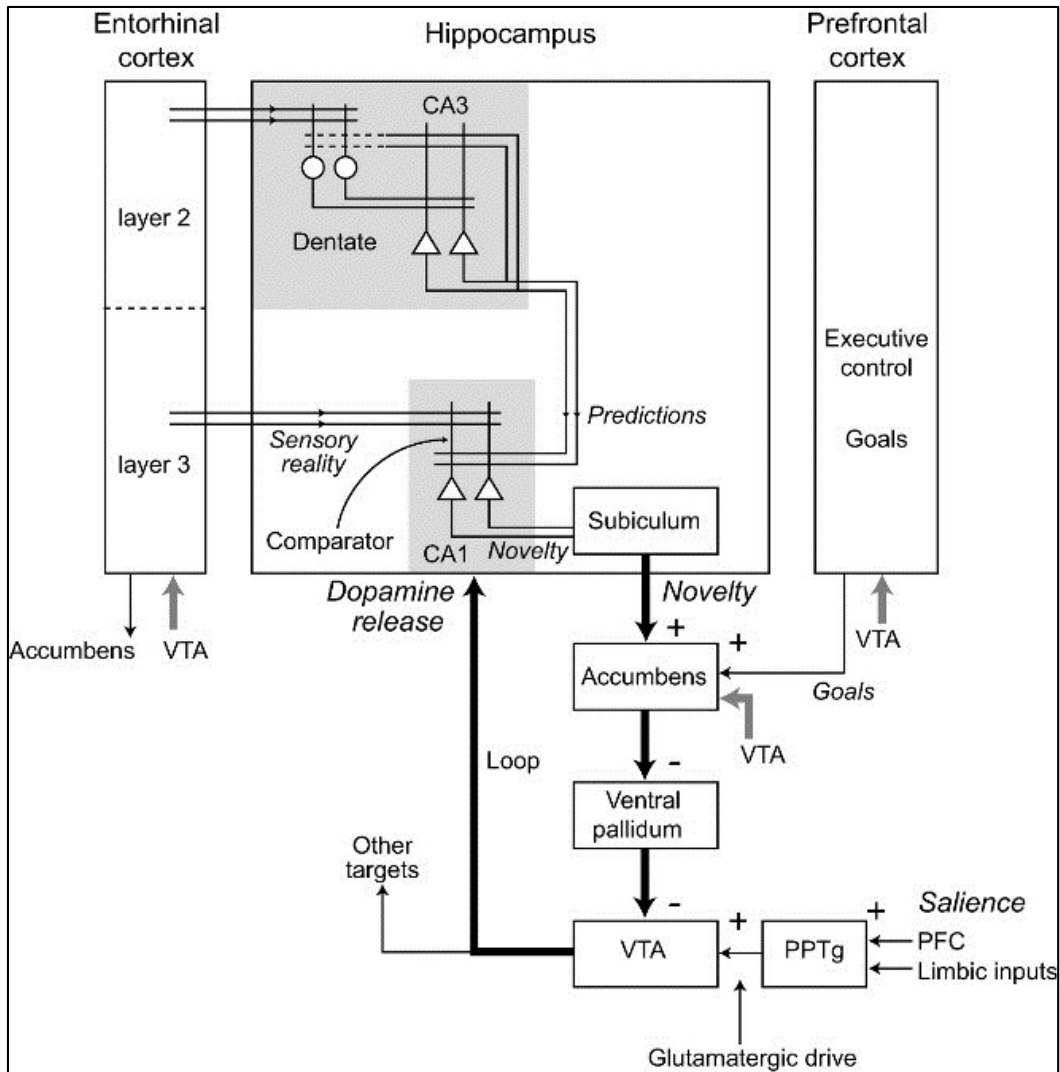 Entorhinal
cortex
Hippocampus
Prefrontal
cortex
CA3
layer 2
Dentate
Executive
control
Goals
Predictions
Sensory
reality
layer 3
Comparator
CA1
Novelty
Subiculum
Dopamine
release
Novelty
Accumbens
VTA
VTA
+
+
Accumbens
Goals
VTA
-
Loop
Ventral
pallidum
Other
targets
-
+
+
Salience
VTA
PPTg
PFC
Limbic inputs
Glutamatergic drive